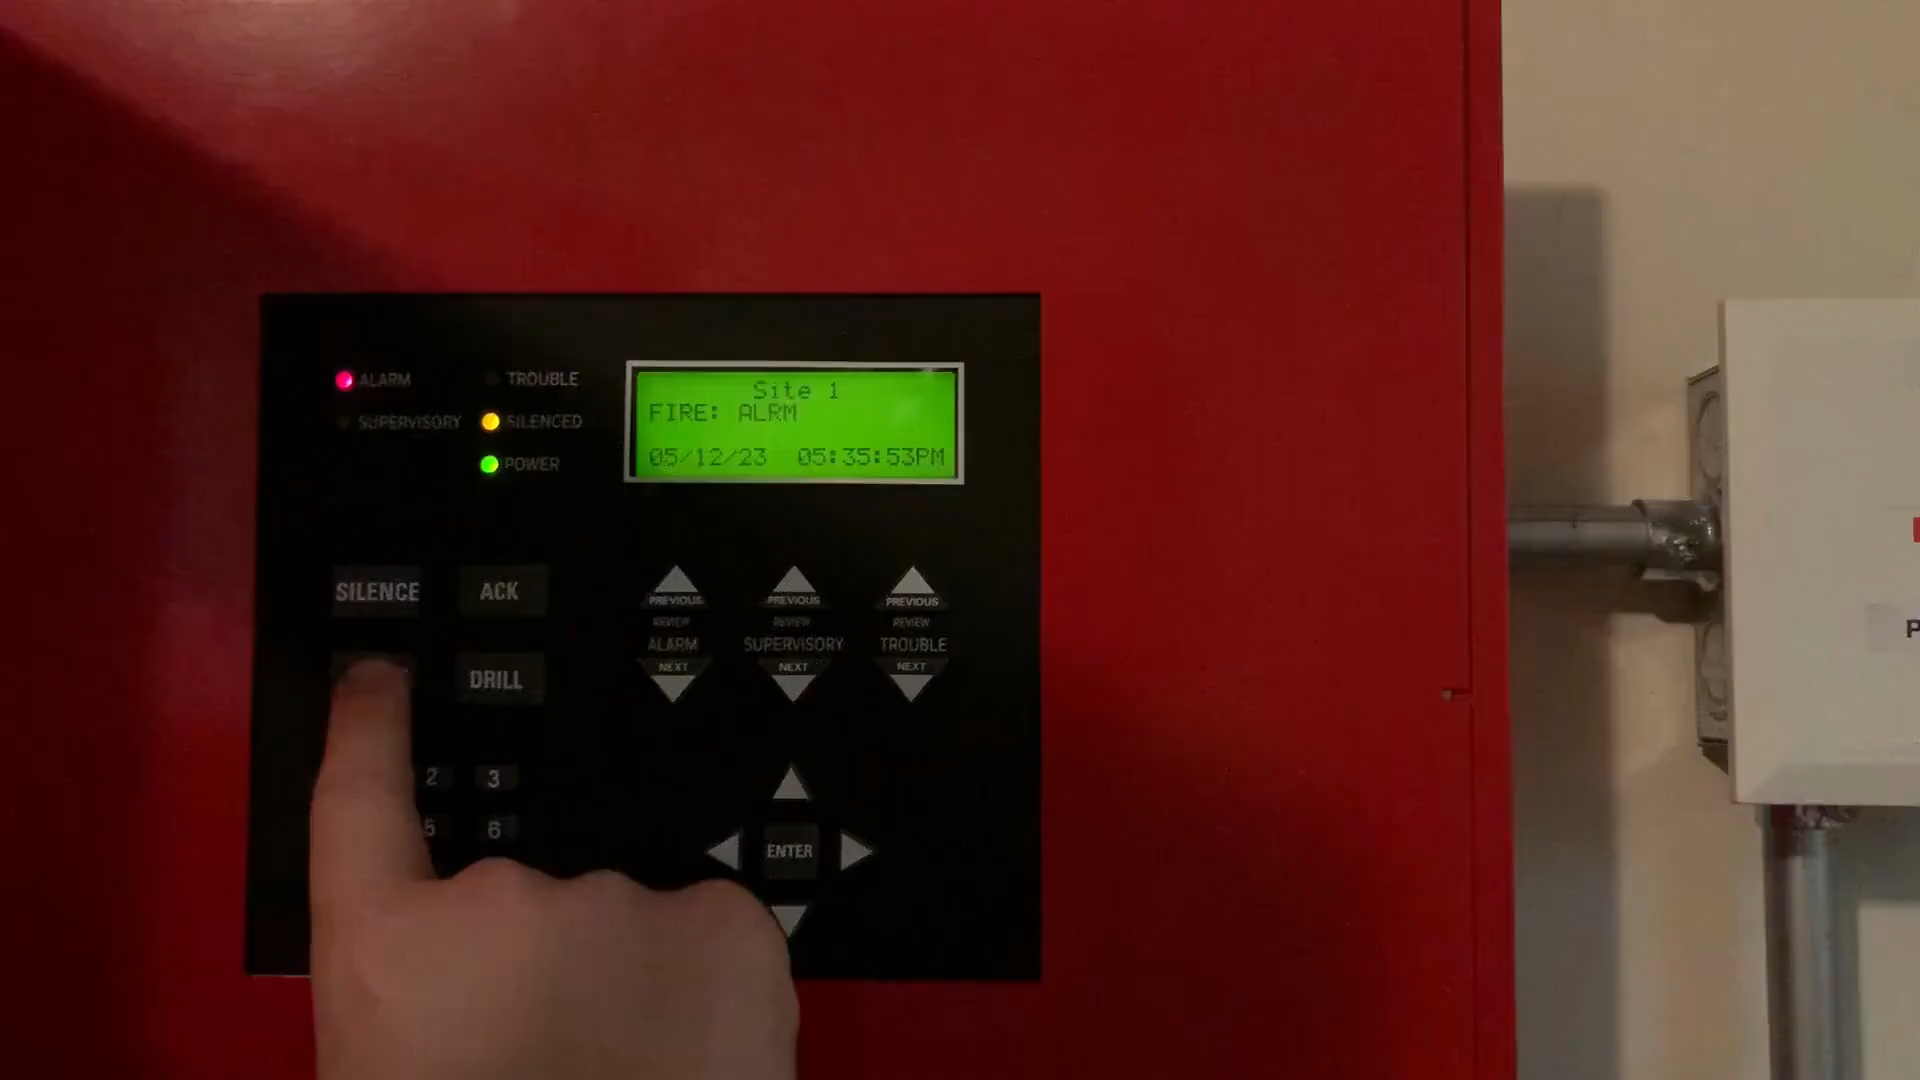 ALARM
TROUBLE
SUPERVISORY
SILENCED
POWER
Site 1
FIRE: ALRM
05/12/23 05:35:53PM
SILENCE
ACK
DRILL
PREVIOUS
REVIEW
ALARM
NEXT
PREVIOUS
REVIEW
SUPERVISORY
NEXT
PREVIOUS
REVIEW
TROUBLE
NEXT
2 3
5 6
ENTER
P